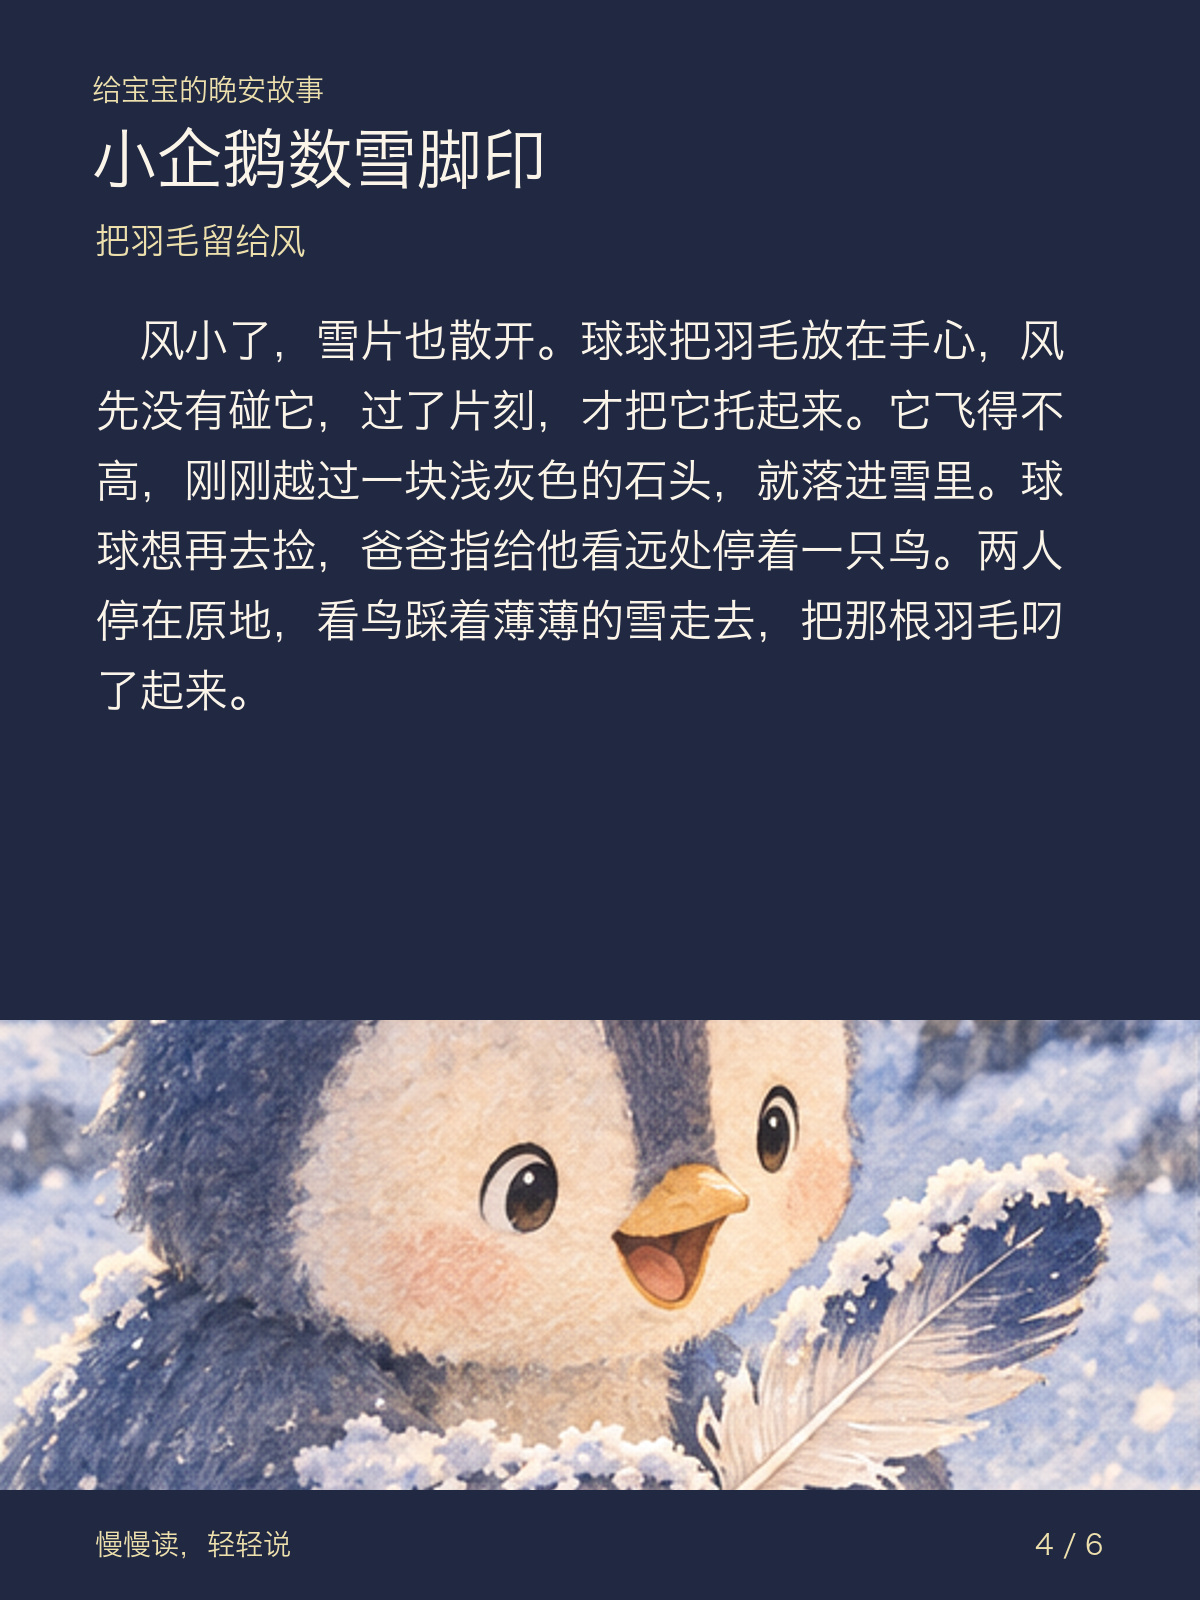 给宝宝的晚安故事
小企鹅数雪脚印
把羽毛留给风
风小了，雪片也散开。球球把羽毛放在手心，风
先没有碰它，过了片刻，才把它托起来。它飞得不
高，刚刚越过一块浅灰色的石头，就落进雪里。球
球想再去捡，爸爸指给他看远处停着一只鸟。两人
停在原地，看鸟踩着薄薄的雪走去，把那根羽毛叼
了起来。
慢慢读，轻轻说
4 / 6